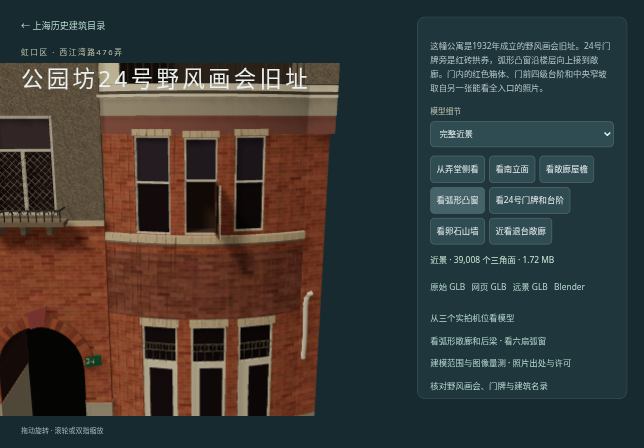 ← 上海历史建筑目录
虹口区 · 西江湾路476弄
公园坊24号野风画会旧址
24
拖动旋转 · 滚轮或双指缩放
这幢公寓是1932年成立的野风画会旧址。24号门
牌旁是红砖拱券，弧形凸窗沿楼层向上接到敞
廊。门内的红色箱体、门前四级台阶和中央窄坡
取自另一张能看全入口的照片。
模型细节
完整近景
从弄堂侧看
看南立面
看敞廊屋檐
看弧形凸窗
看24号门牌和台阶
看卵石山墙
近看退台敞廊
近景 · 39,008 个三角面 · 1.72 MB
原始 GLB 网页 GLB 远景 GLB Blender
从三个实拍机位看模型
看弧形敞廊和后梁 · 看六扇弧窗
建模范围与图像量测 · 照片出处与许可
核对野风画会、门牌与建筑名录